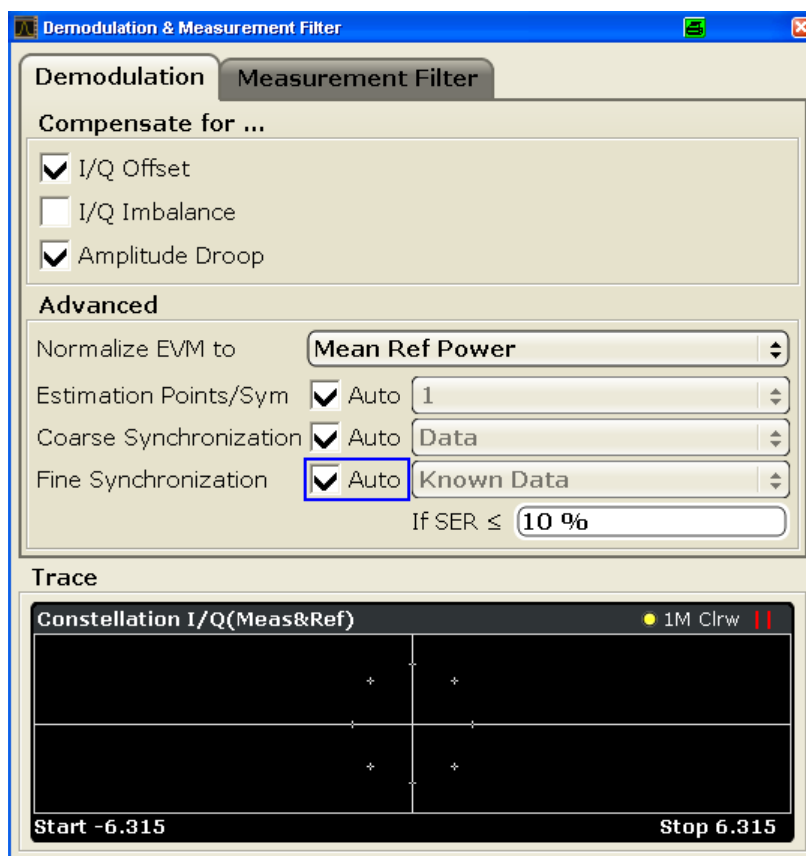 Demodulation & Measurement Filter
Demodulation Measurement Filter
Compensate for ...
I/Q Offset
I/Q Imbalance
Amplitude Droop
Advanced
Normalize EVM to Mean Ref Power
Estimation Points/Sym Auto 1
Coarse Synchronization Auto Data
Fine Synchronization Auto Known Data
If SER ≤ 10 %
Trace
Constellation I/Q(Meas&Ref) 1M Clrw
Start -6.315 Stop 6.315